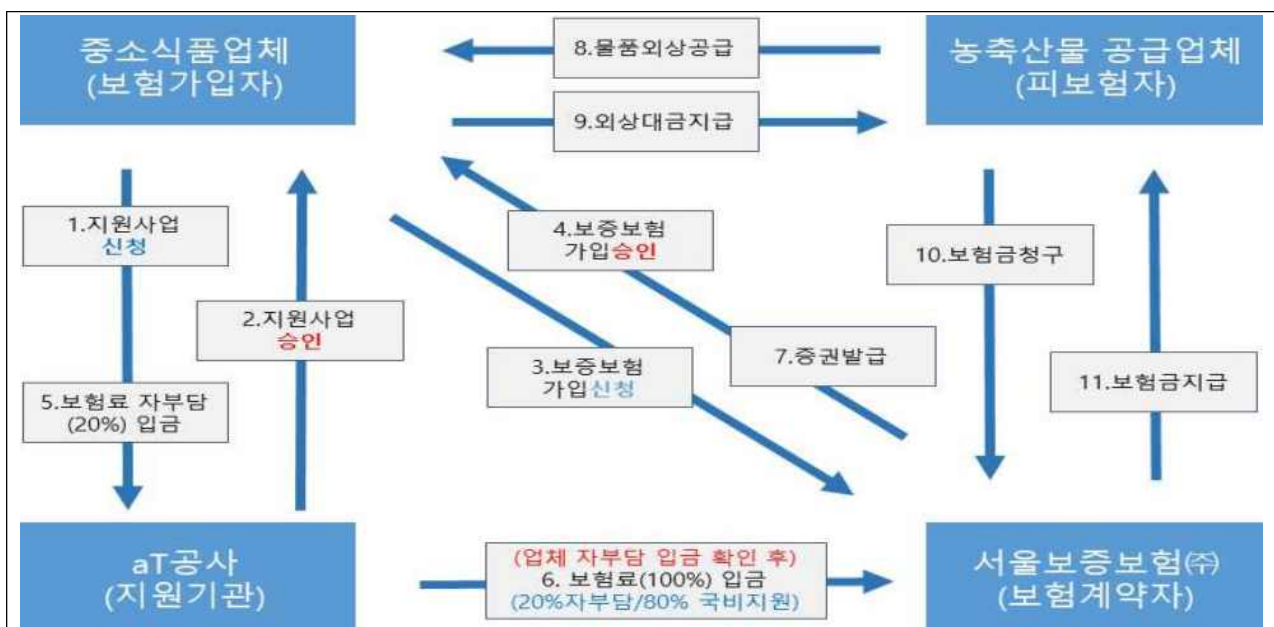 중소식품업체
(보험가입자)
8.물품외상공급
농축산물 공급업체
(피보험자)
9.외상대금지급
1.지원사업
신청
4.보증보험
가입승인
10.보험금청구
2.지원사업
승인
3.보증보험
가입신청
7.증권발급
11.보험금지급
5.보험료 자부담
(20%) 입금
aT공사
(지원기관)
(업체 자부담 입금 확인 후)
6. 보험료(100%) 입금
(20%자부담/80% 국비지원)
서울보증보험㈜
(보험계약자)